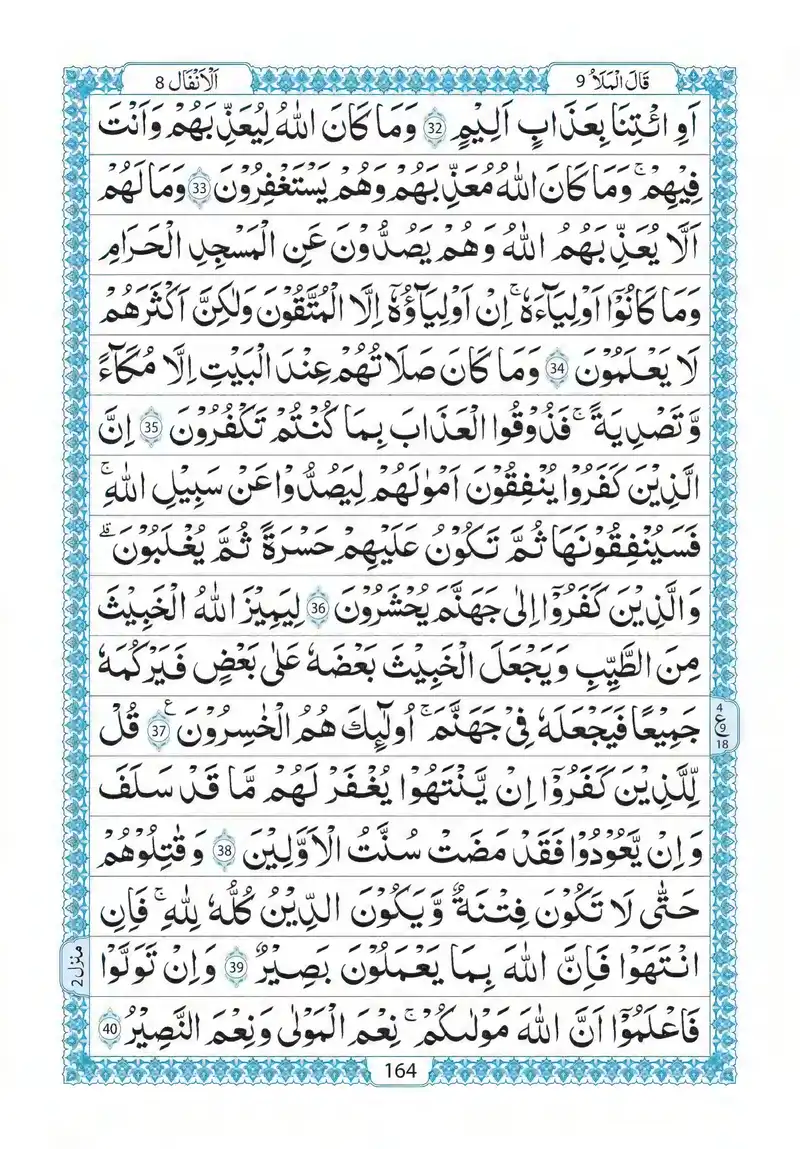 قَالَ الْمَلَاُ 9
اَلْاَنْفَال 8
اَوِ ائْتِنَا بِعَذَابٍ اَلِيْمٍ 32 وَمَا كَانَ اللّٰهُ لِيُعَذِّبَهُمْ وَاَنْتَ
فِيْهِمْ ۚ وَمَا كَانَ اللّٰهُ مُعَذِّبَهُمْ وَهُمْ يَسْتَغْفِرُوْنَ 33 وَمَا لَهُمْ
اَلَّا يُعَذِّبَهُمُ اللّٰهُ وَهُمْ يَصُدُّوْنَ عَنِ الْمَسْجِدِ الْحَرَامِ
وَمَا كَانُوْٓا اَوْلِيَآءَهٗ ۚ اِنْ اَوْلِيَآؤُهٗٓ اِلَّا الْمُتَّقُوْنَ وَلٰكِنَّ اَكْثَرَهُمْ
لَا يَعْلَمُوْنَ 34 وَمَا كَانَ صَلَاتُهُمْ عِنْدَ الْبَيْتِ اِلَّا مُكَآءً
وَّتَصْدِيَةً ۚ فَذُوْقُوا الْعَذَابَ بِمَا كُنْتُمْ تَكْفُرُوْنَ 35 اِنَّ
الَّذِيْنَ كَفَرُوْا يُنْفِقُوْنَ اَمْوٰلَهُمْ لِيَصُدُّوْا عَنْ سَبِيْلِ اللّٰهِ ۚ
فَسَيُنْفِقُوْنَهَا ثُمَّ تَكُوْنُ عَلَيْهِمْ حَسْرَةً ثُمَّ يُغْلَبُوْنَ ۗ
وَالَّذِيْنَ كَفَرُوْٓا اِلٰى جَهَنَّمَ يُحْشَرُوْنَ 36 لِيَمِيْزَ اللّٰهُ الْخَبِيْثَ
مِنَ الطَّيِّبِ وَيَجْعَلَ الْخَبِيْثَ بَعْضَهٗ عَلٰى بَعْضٍ فَيَرْكُمَهٗ
جَمِيْعًا فَيَجْعَلَهٗ فِيْ جَهَنَّمَ ۚ اُولٰٓئِكَ هُمُ الْخٰسِرُوْنَ 37 ع قُلْ
4 ع 9 18
لِّلَّذِيْنَ كَفَرُوْٓا اِنْ يَّنْتَهُوْا يُغْفَرْ لَهُمْ مَّا قَدْ سَلَفَ
وَاِنْ يَّعُوْدُوْا فَقَدْ مَضَتْ سُنَّتُ الْاَوَّلِيْنَ 38 وَقٰتِلُوْهُمْ
حَتّٰى لَا تَكُوْنَ فِتْنَةٌ وَّيَكُوْنَ الدِّيْنُ كُلُّهٗ لِلّٰهِ ۚ فَاِنِ
انْتَهَوْا فَاِنَّ اللّٰهَ بِمَا يَعْمَلُوْنَ بَصِيْرٌ 39 وَاِنْ تَوَلَّوْا
منزل 2
فَاعْلَمُوْٓا اَنَّ اللّٰهَ مَوْلٰىكُمْ ۚ نِعْمَ الْمَوْلٰى وَنِعْمَ النَّصِيْرُ 40
164